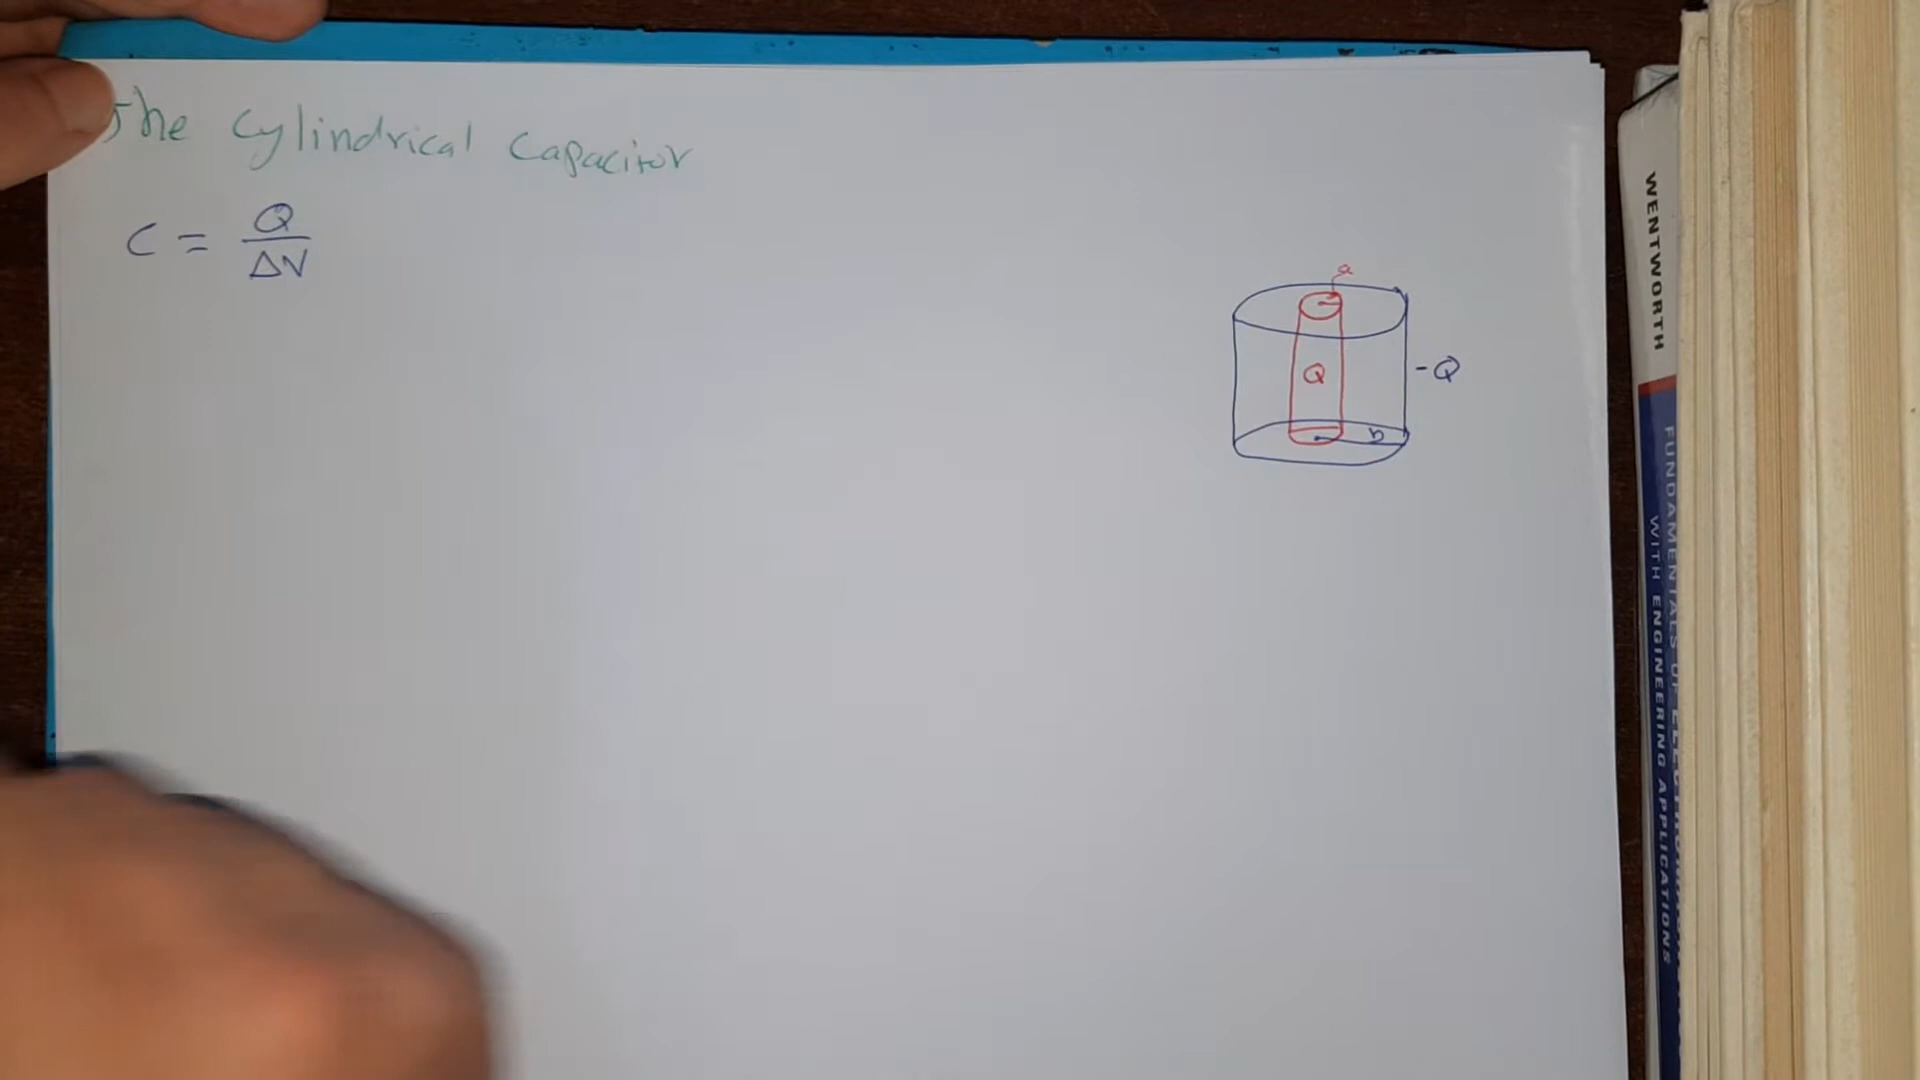 The Cylindrical Capacitor
C = Q
ΔV
a
Q
-Q
b
WENTWORTH
FUNDAMENTALS OF
WITH ENGINEERING APPLICATIONS